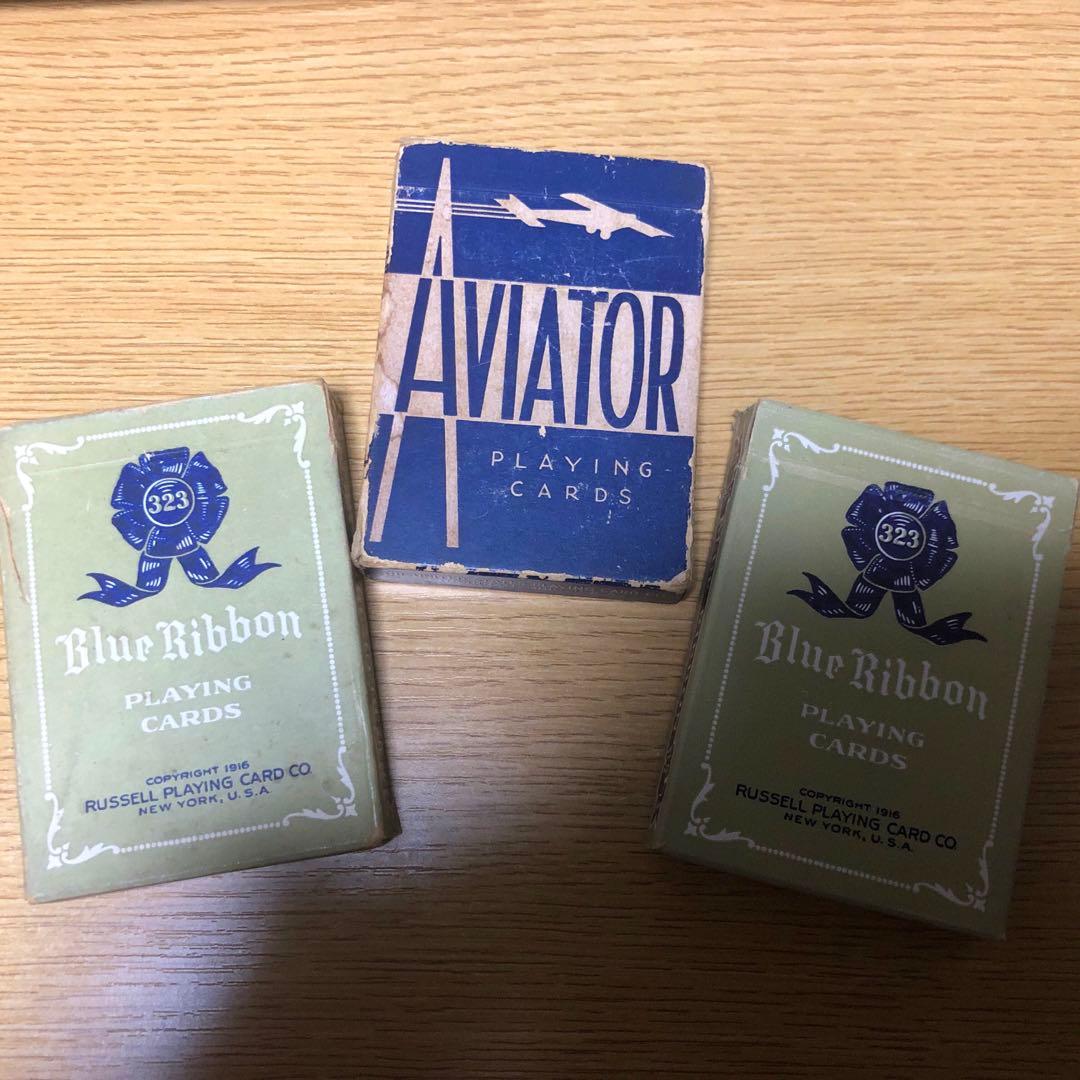 AVIATOR
PLAYING
CARDS
323
Blue Ribbon
PLAYING
CARDS
COPYRIGHT 1916
RUSSELL PLAYING CARD CO.
NEW YORK, U.S.A.
323
Blue Ribbon
PLAYING
CARDS
COPYRIGHT 1916
RUSSELL PLAYING CARD CO.
NEW YORK, U.S.A.